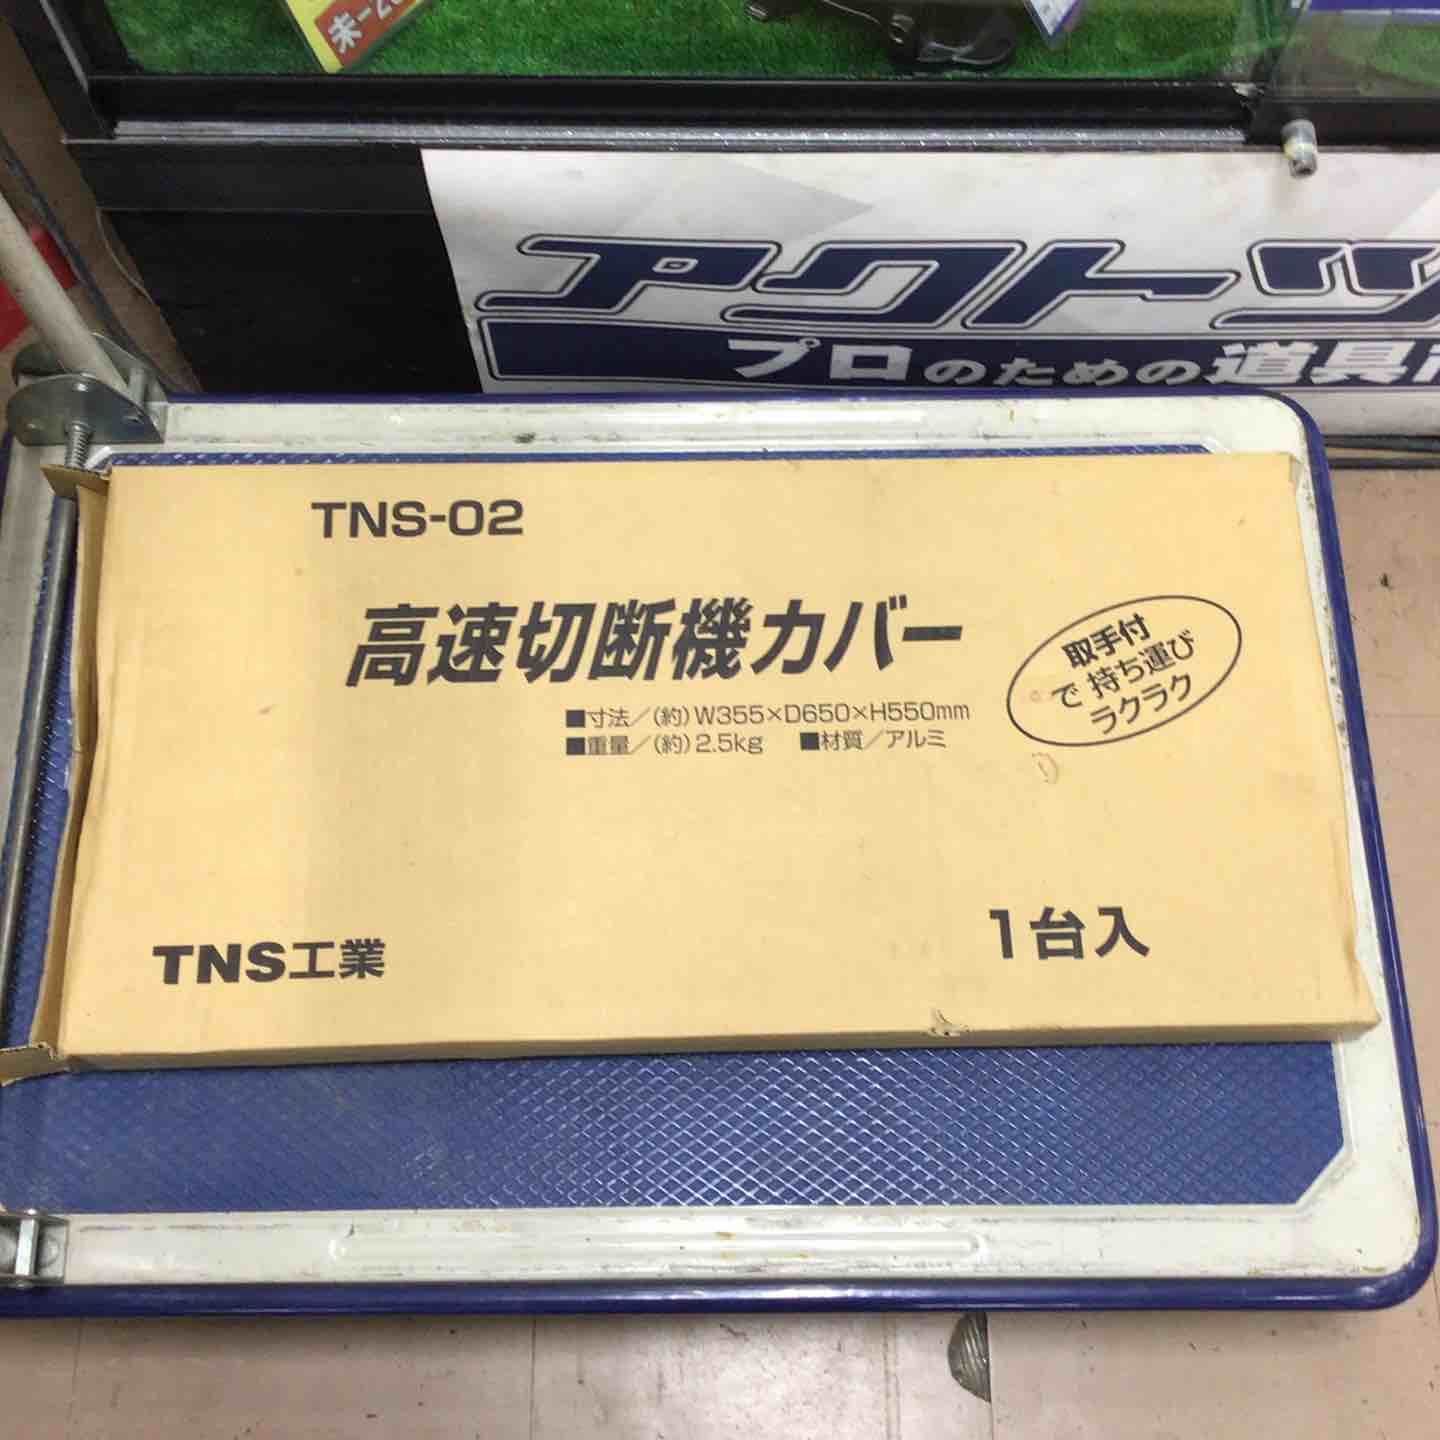 アクトツ
プロのための道具
TNS-02
高速切断機カバー
■寸法／(約)W355×D650×H550mm
■重量／(約)2.5kg ■材質／アルミ
取手付
で持ち運び
ラクラク
1台入
TNS工業